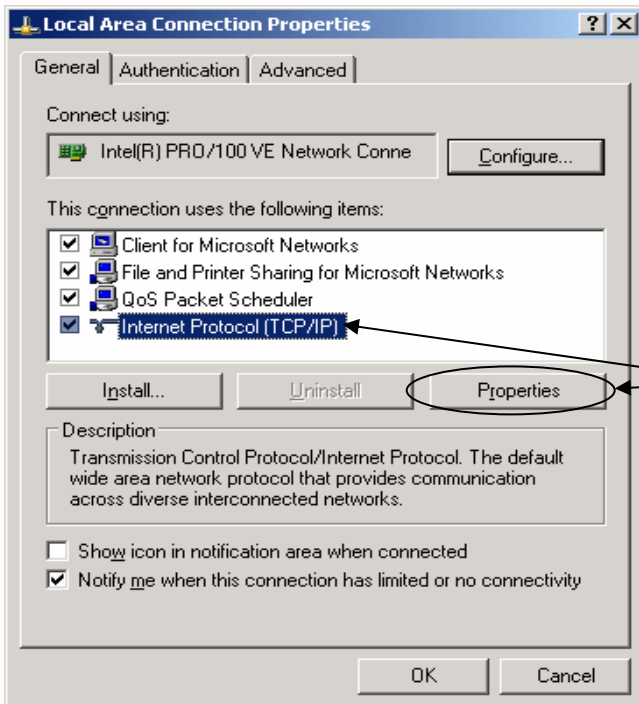 Local Area Connection Properties
General Authentication Advanced
Connect using:
Intel(R) PRO/100 VE Network Conne Configure...
This connection uses the following items:
Client for Microsoft Networks
File and Printer Sharing for Microsoft Networks
QoS Packet Scheduler
Internet Protocol (TCP/IP)
Install... Uninstall Properties
Description
Transmission Control Protocol/Internet Protocol. The default
wide area network protocol that provides communication
across diverse interconnected networks.
Show icon in notification area when connected
Notify me when this connection has limited or no connectivity
OK Cancel